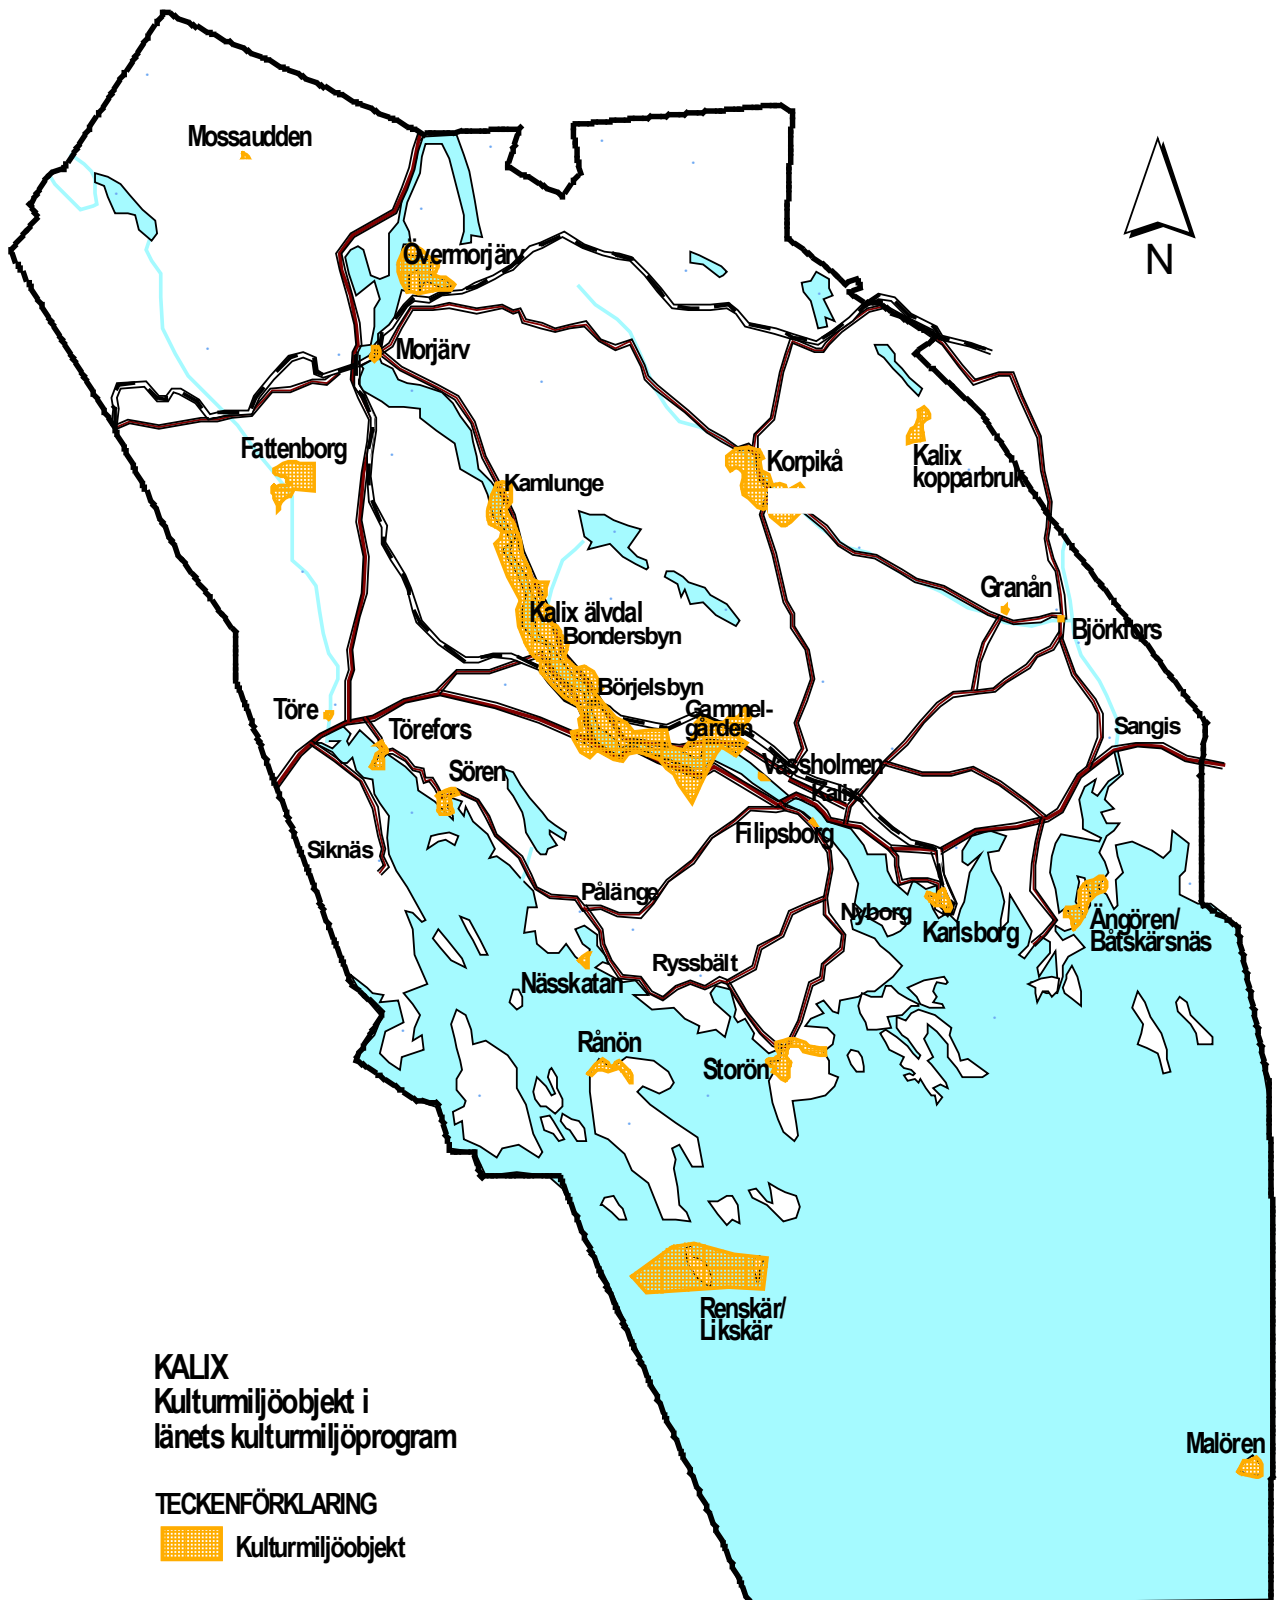 Mossaudden
N
Övermorjärv
Morjärv
Fattenborg
Korpikå
Kalix
kopparbruk
Kamlunge
Granån
Kalix älvdal
Björkfors
Bondersbyn
Börjelsbyn
Töre
Gammel-
gården
Törefors
Sangis
Sören
Vassholmen
Kalix
Filipsborg
Siknäs
Pålänge
Nyborg
Karlsborg
Ängören/
Båtskärsnäs
Ryssbält
Nässkatan
Rånön
Storön
Renskär/
Likskär
KALIX
Kulturmiljöobjekt i
länets kulturmiljöprogram
Malören
TECKENFÖRKLARING
Kulturmiljöobjekt